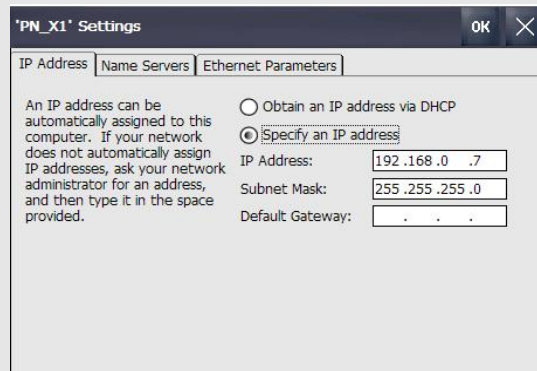 'PN_X1' Settings
OK
IP Address
Name Servers
Ethernet Parameters
An IP address can be
automatically assigned to this
computer. If your network
does not automatically assign
IP addresses, ask your network
administrator for an address,
and then type it in the space
provided.
Obtain an IP address via DHCP
Specify an IP address
IP Address: 192.168.0.7
Subnet Mask: 255.255.255.0
Default Gateway: . . .